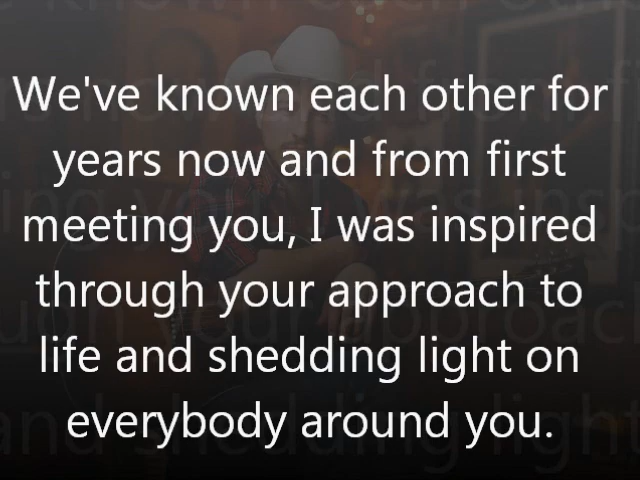 We've known each other for
years now and from first
meeting you, I was inspired
through your approach to
life and shedding light on
everybody around you.